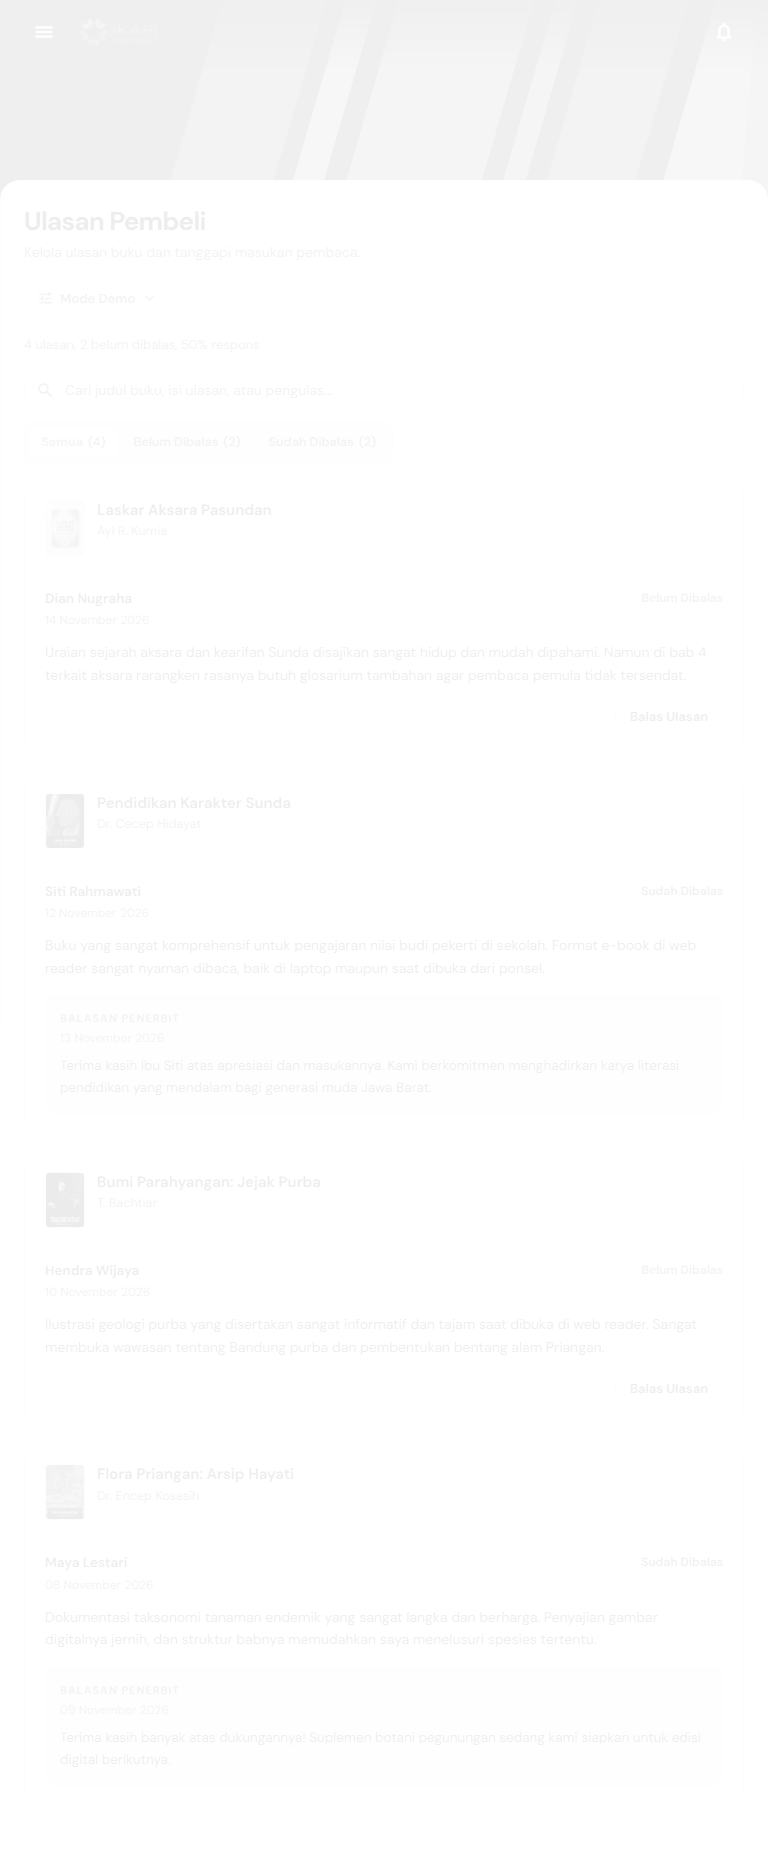 Ulasan Pembeli
Kelola ulasan buku dan tanggapi masukan pembaca.
Mode Demo
4 ulasan, 2 belum dibalas, 50% respons
Cari judul buku, isi ulasan, atau pengulas...
Semua (4) Belum Dibalas (2) Sudah Dibalas (2)
Laskar Aksara Pasundan
Ayi R. Kurnia
Dian Nugraha Belum Dibalas
14 November 2026
Uraian sejarah aksara dan kearifan Sunda disajikan sangat hidup dan mudah dipahami. Namun di bab 4
terkait aksara rarangken rasanya butuh glosarium tambahan agar pembaca pemula tidak tersendat.
Balas Ulasan
Pendidikan Karakter Sunda
Dr. Cecep Hidayat
Siti Rahmawati Sudah Dibalas
12 November 2026
Buku yang sangat komprehensif untuk pengajaran nilai budi pekerti di sekolah. Format e-book di web
reader sangat nyaman dibaca, baik di laptop maupun saat dibuka dari ponsel.
BALASAN PENERBIT
13 November 2026
Terima kasih Ibu Siti atas apresiasi dan masukannya. Kami berkomitmen menghadirkan karya literasi
pendidikan yang mendalam bagi generasi muda Jawa Barat.
Bumi Parahyangan: Jejak Purba
T. Bachtiar
Hendra Wijaya Belum Dibalas
10 November 2026
Ilustrasi geologi purba yang disertakan sangat informatif dan tajam saat dibuka di web reader. Sangat
membuka wawasan tentang Bandung purba dan pembentukan bentang alam Priangan.
Balas Ulasan
Flora Priangan: Arsip Hayati
Dr. Encep Kosasih
Maya Lestari Sudah Dibalas
08 November 2026
Dokumentasi taksonomi tanaman endemik yang sangat langka dan berharga. Penyajian gambar
digitalnya jernih, dan struktur babnya memudahkan saya menelusuri spesies tertentu.
BALASAN PENERBIT
09 November 2026
Terima kasih banyak atas dukungannya! Suplemen botani pegunungan sedang kami siapkan untuk edisi
digital berikutnya.